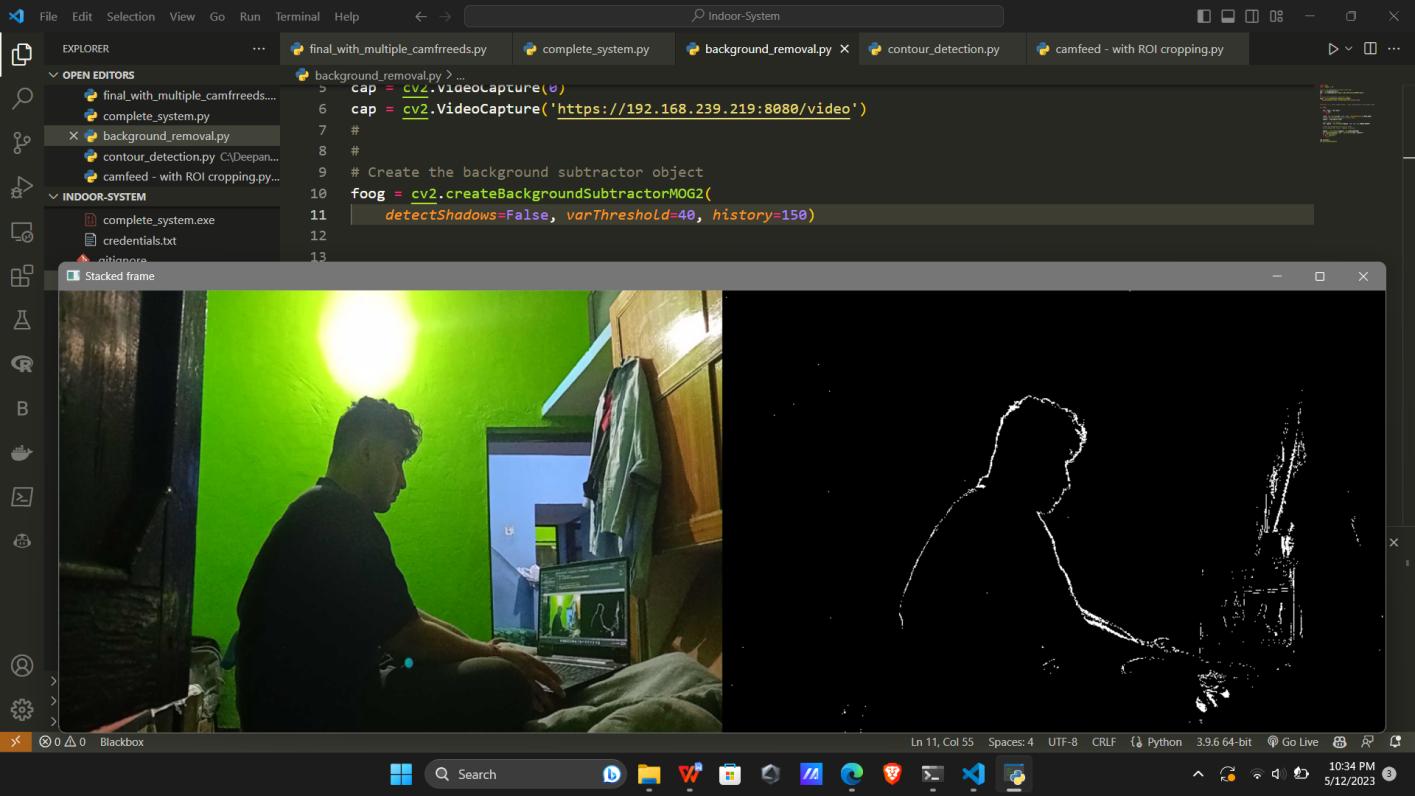 File Edit Selection View Go Run Terminal Help
Indoor-System
EXPLORER
final_with_multiple_camfrreeds.py
complete_system.py
background_removal.py
contour_detection.py
camfeed - with ROI cropping.py
OPEN EDITORS
background_removal.py > ...
final_with_multiple_camfrreeds....
complete_system.py
background_removal.py
contour_detection.py C:\Deepan...
camfeed - with ROI cropping.py...
INDOOR-SYSTEM
complete_system.exe
credentials.txt
.gitignore
5 cap = cv2.VideoCapture(0)
6 cap = cv2.VideoCapture('https://192.168.239.219:8080/video')
7 #
8 #
9 # Create the background subtractor object
10 foog = cv2.createBackgroundSubtractorMOG2(
11 detectShadows=False, varThreshold=40, history=150)
12
13
Stacked frame
0 0 Blackbox
Ln 11, Col 55 Spaces: 4 UTF-8 CRLF Python 3.9.6 64-bit Go Live
Search
10:34 PM
5/12/2023
3